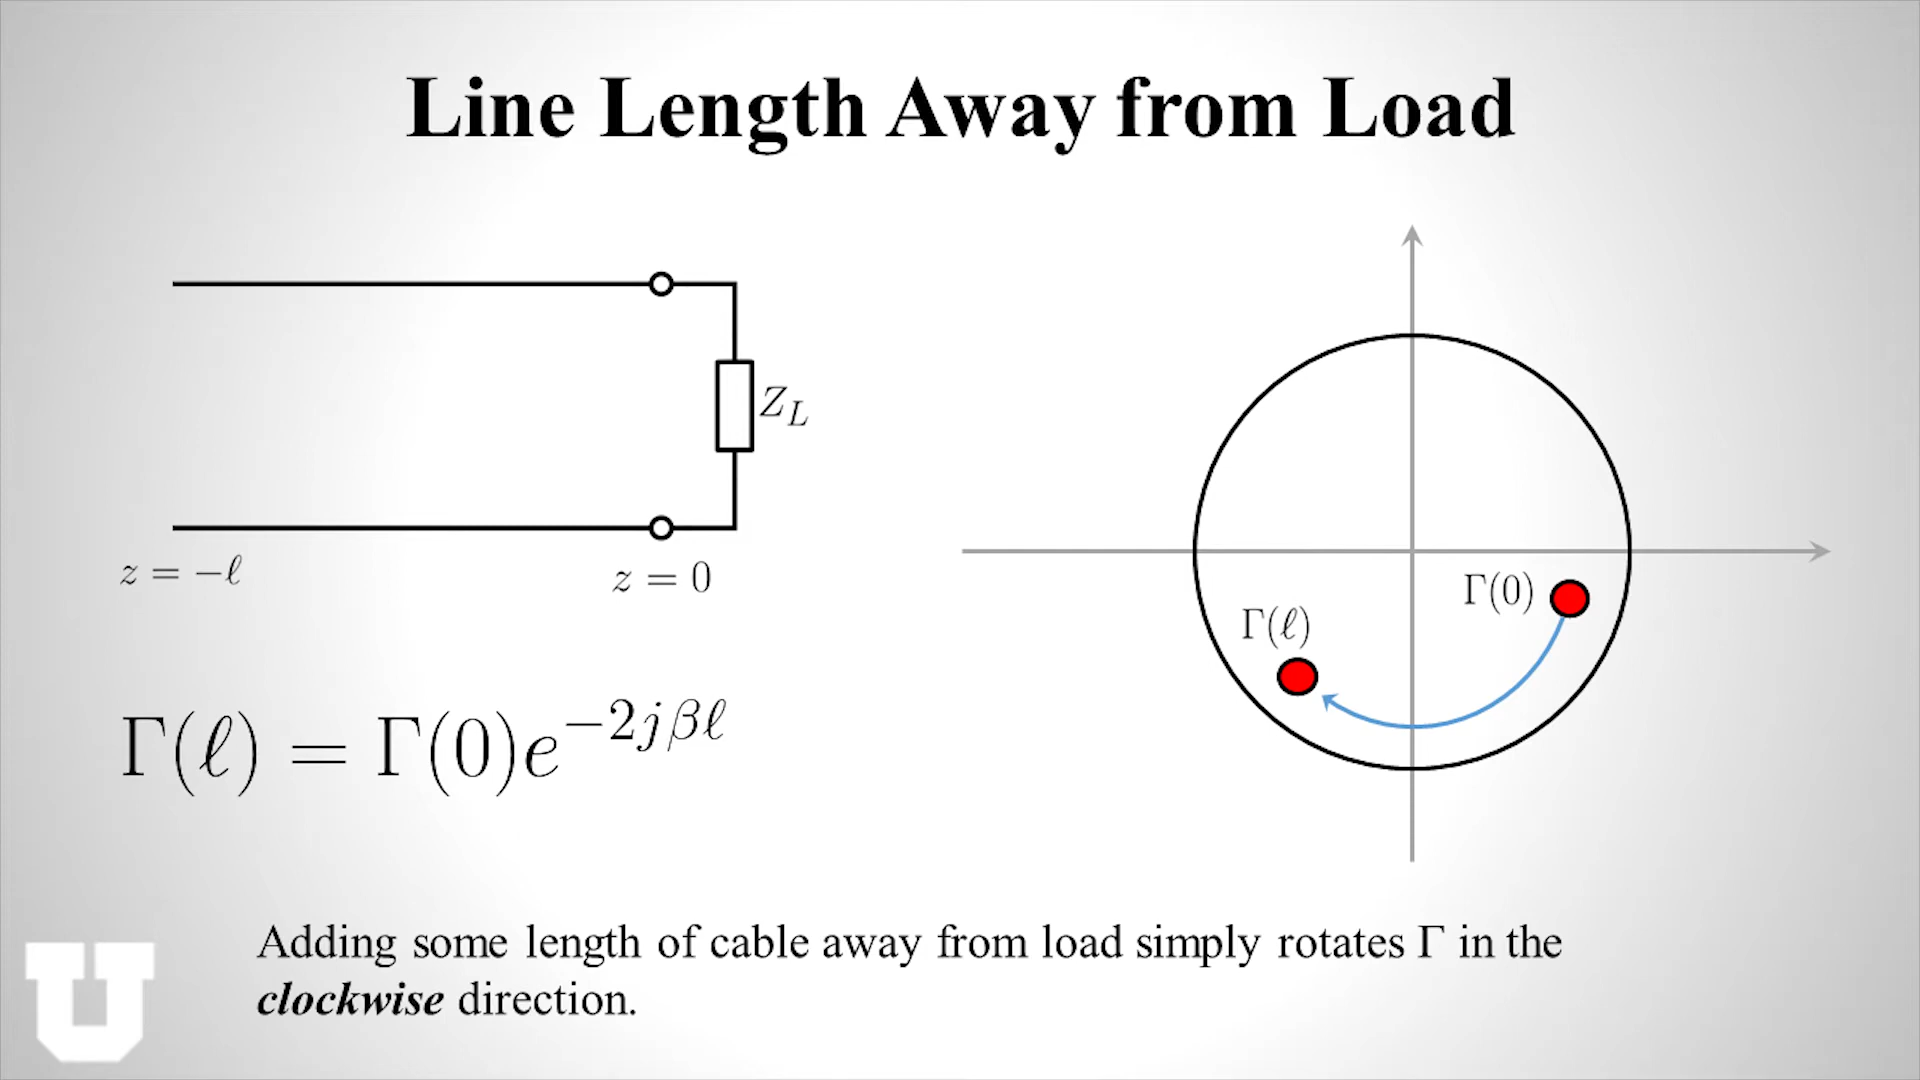 Line Length Away from Load
Z_L
z = −ℓ
z = 0
Γ(0)
Γ(ℓ)
Γ(ℓ) = Γ(0)e^{−2jβℓ}
Adding some length of cable away from load simply rotates Γ in the
clockwise direction.
U